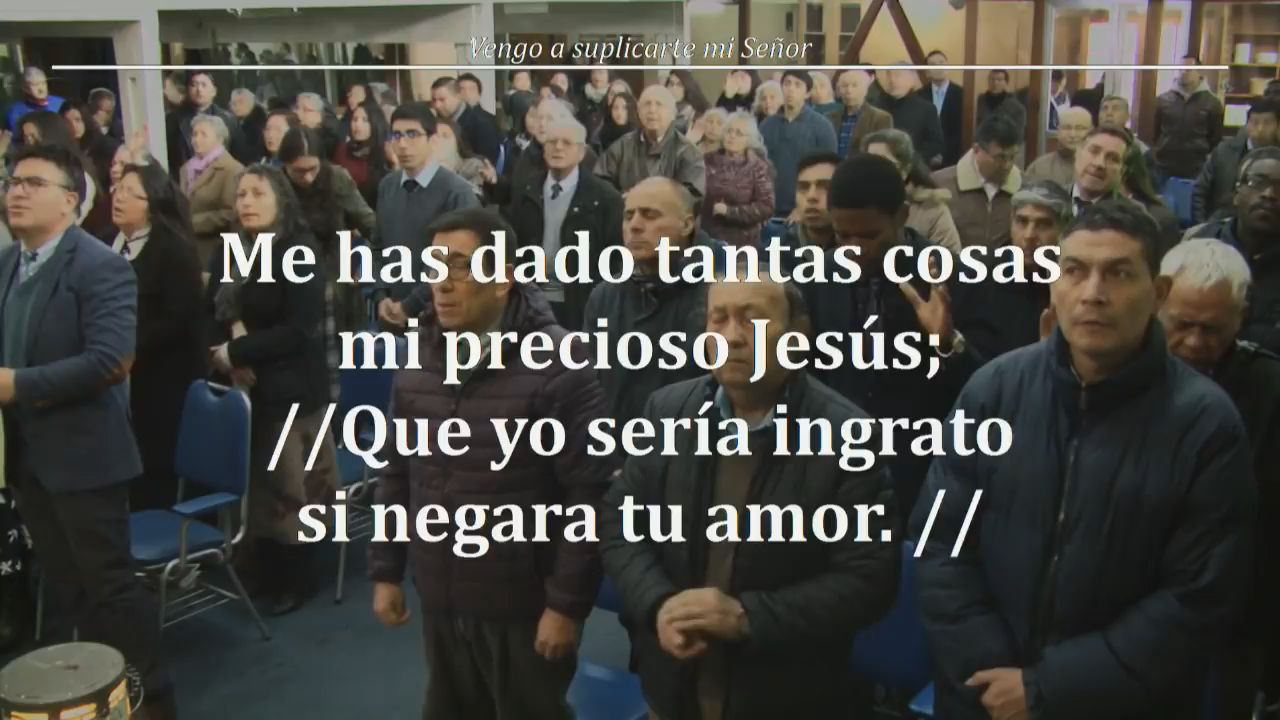 Vengo a suplicarte mi Señor
Me has dado tantas cosas
mi precioso Jesús;
//Que yo sería ingrato
si negara tu amor. //